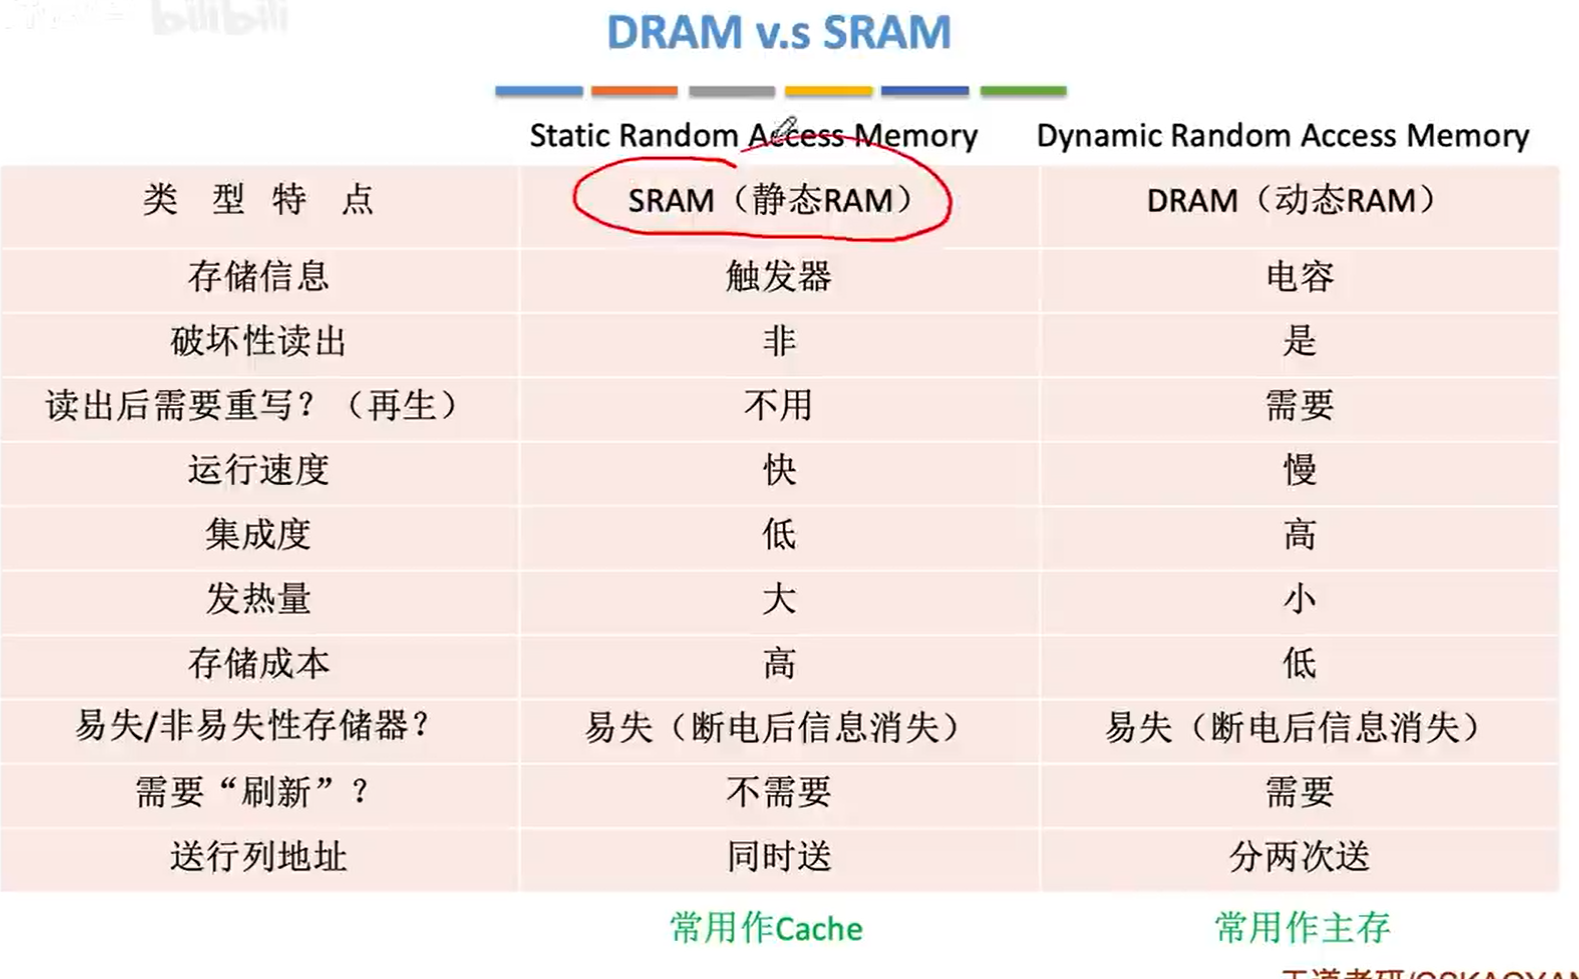 bilibili
DRAM v.s SRAM
Static Random Access Memory Dynamic Random Access Memory
类 型 特 点 SRAM（静态RAM） DRAM（动态RAM）
存储信息 触发器 电容
破坏性读出 非 是
读出后需要重写？（再生） 不用 需要
运行速度 快 慢
集成度 低 高
发热量 大 小
存储成本 高 低
易失/非易失性存储器？ 易失（断电后信息消失） 易失（断电后信息消失）
需要“刷新”？ 不需要 需要
送行列地址 同时送 分两次送
常用作Cache 常用作主存